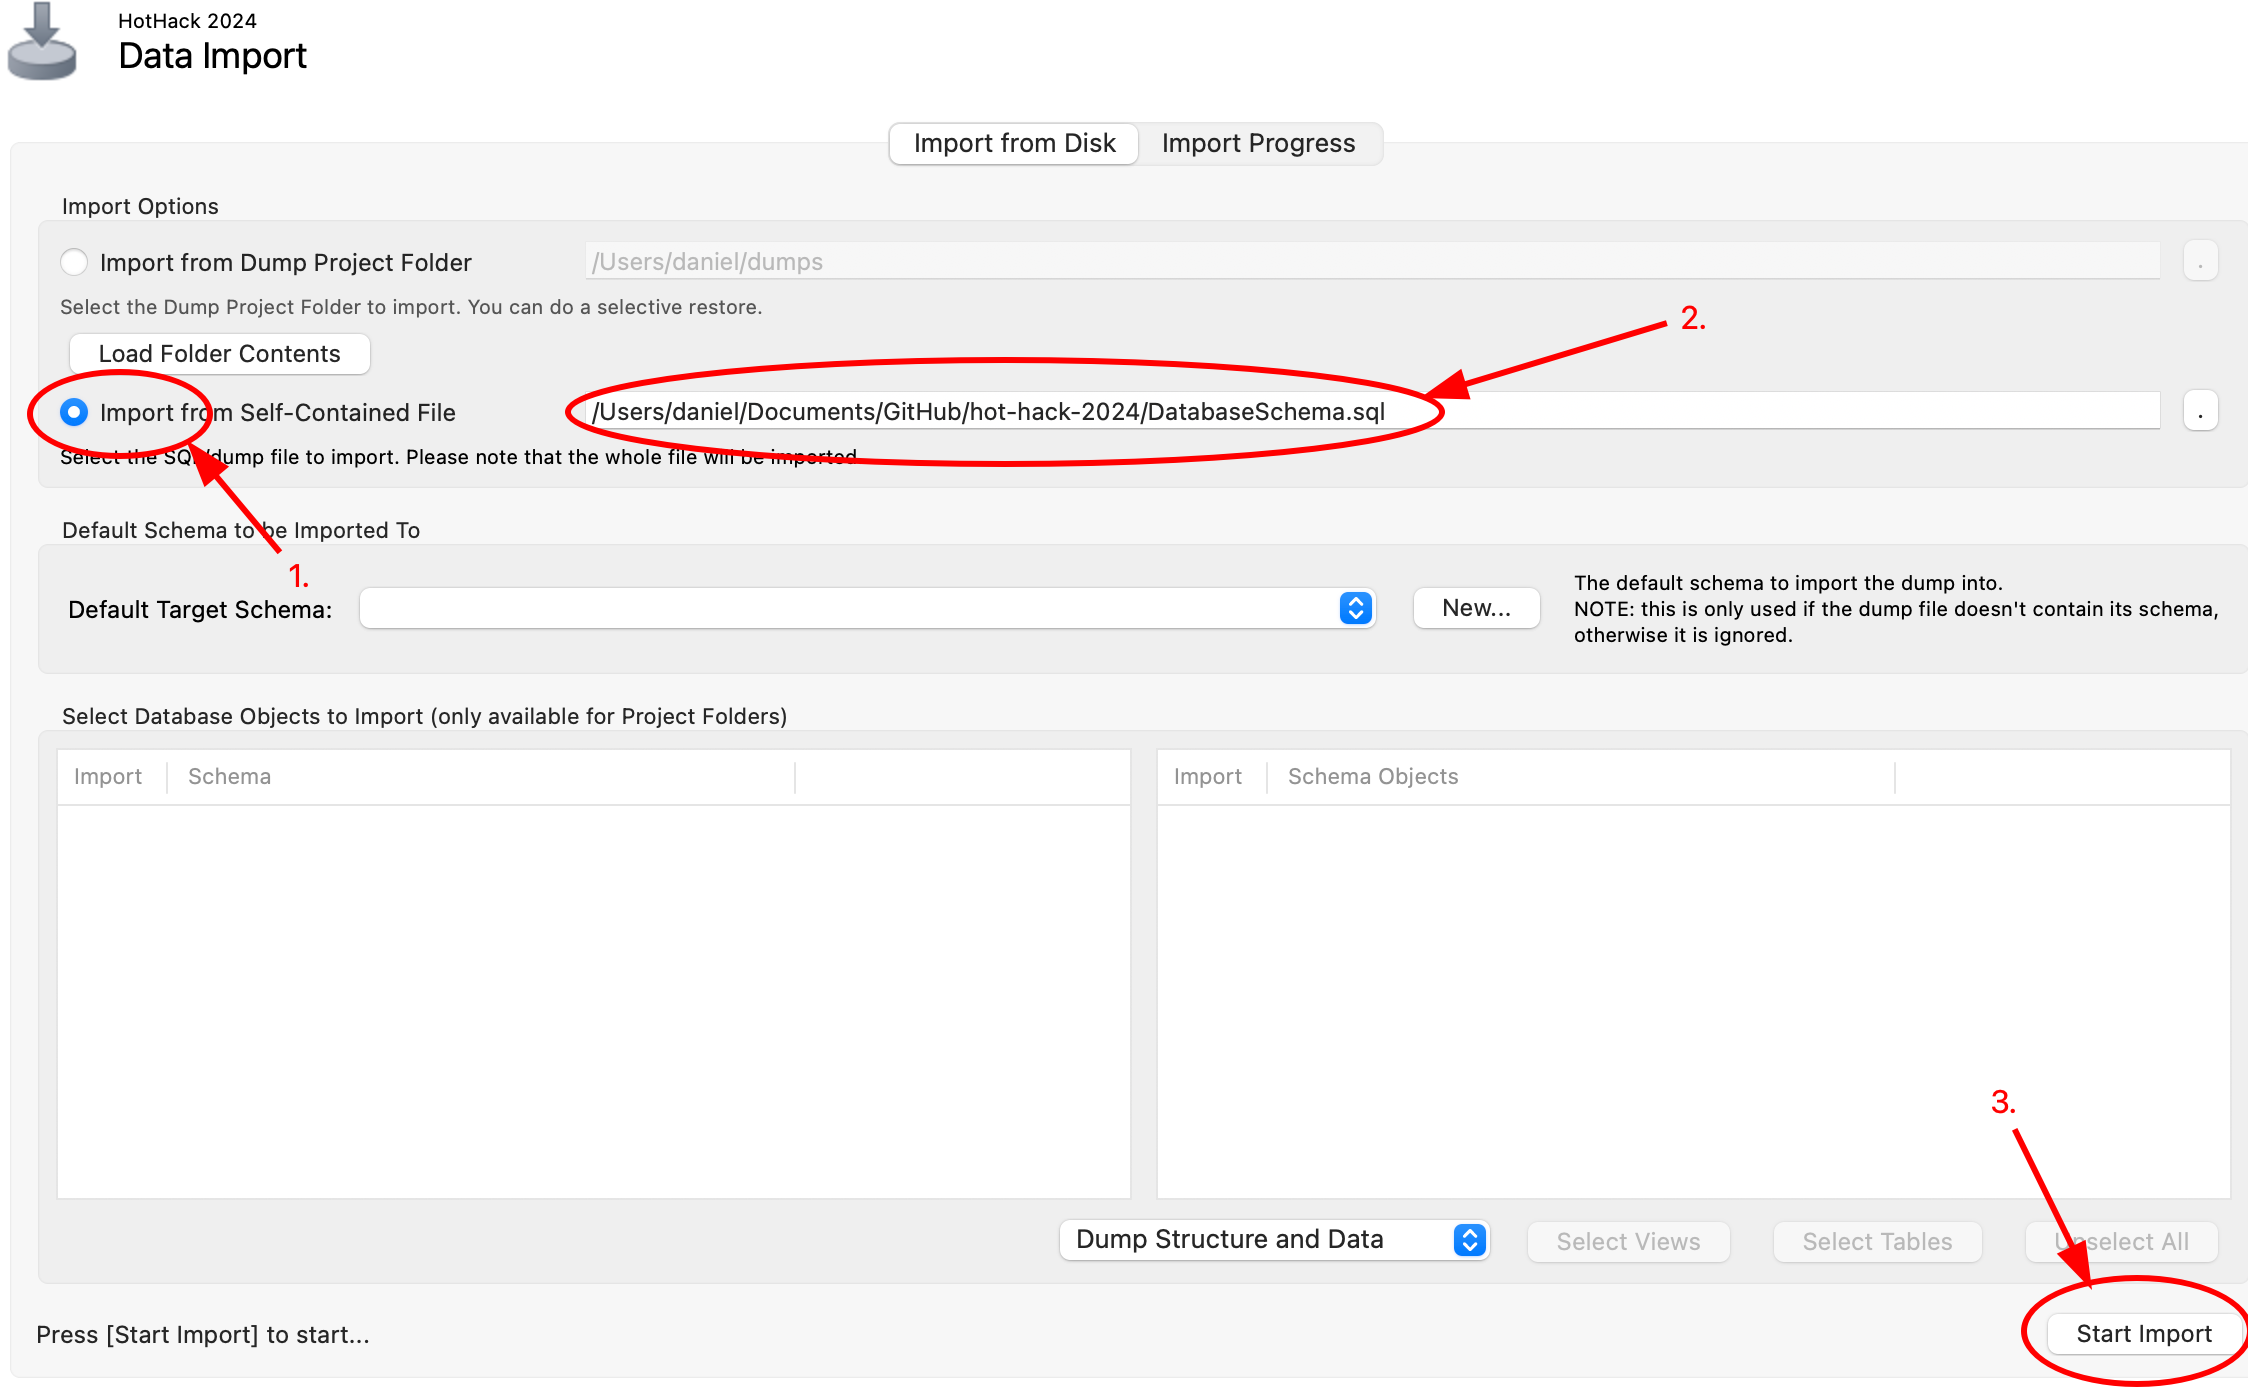 HotHack 2024
Data Import
Import from Disk
Import Progress
Import Options
Import from Dump Project Folder
/Users/daniel/dumps
.
Select the Dump Project Folder to import. You can do a selective restore.
2.
Load Folder Contents
Import from Self-Contained File
/Users/daniel/Documents/GitHub/hot-hack-2024/DatabaseSchema.sql
.
Select the SQL/dump file to import. Please note that the whole file will be imported.
Default Schema to be Imported To
1.
Default Target Schema:
New...
The default schema to import the dump into.
NOTE: this is only used if the dump file doesn't contain its schema,
otherwise it is ignored.
Select Database Objects to Import (only available for Project Folders)
Import
Schema
Import
Schema Objects
3.
Dump Structure and Data
Select Views
Select Tables
Unselect All
Press [Start Import] to start...
Start Import